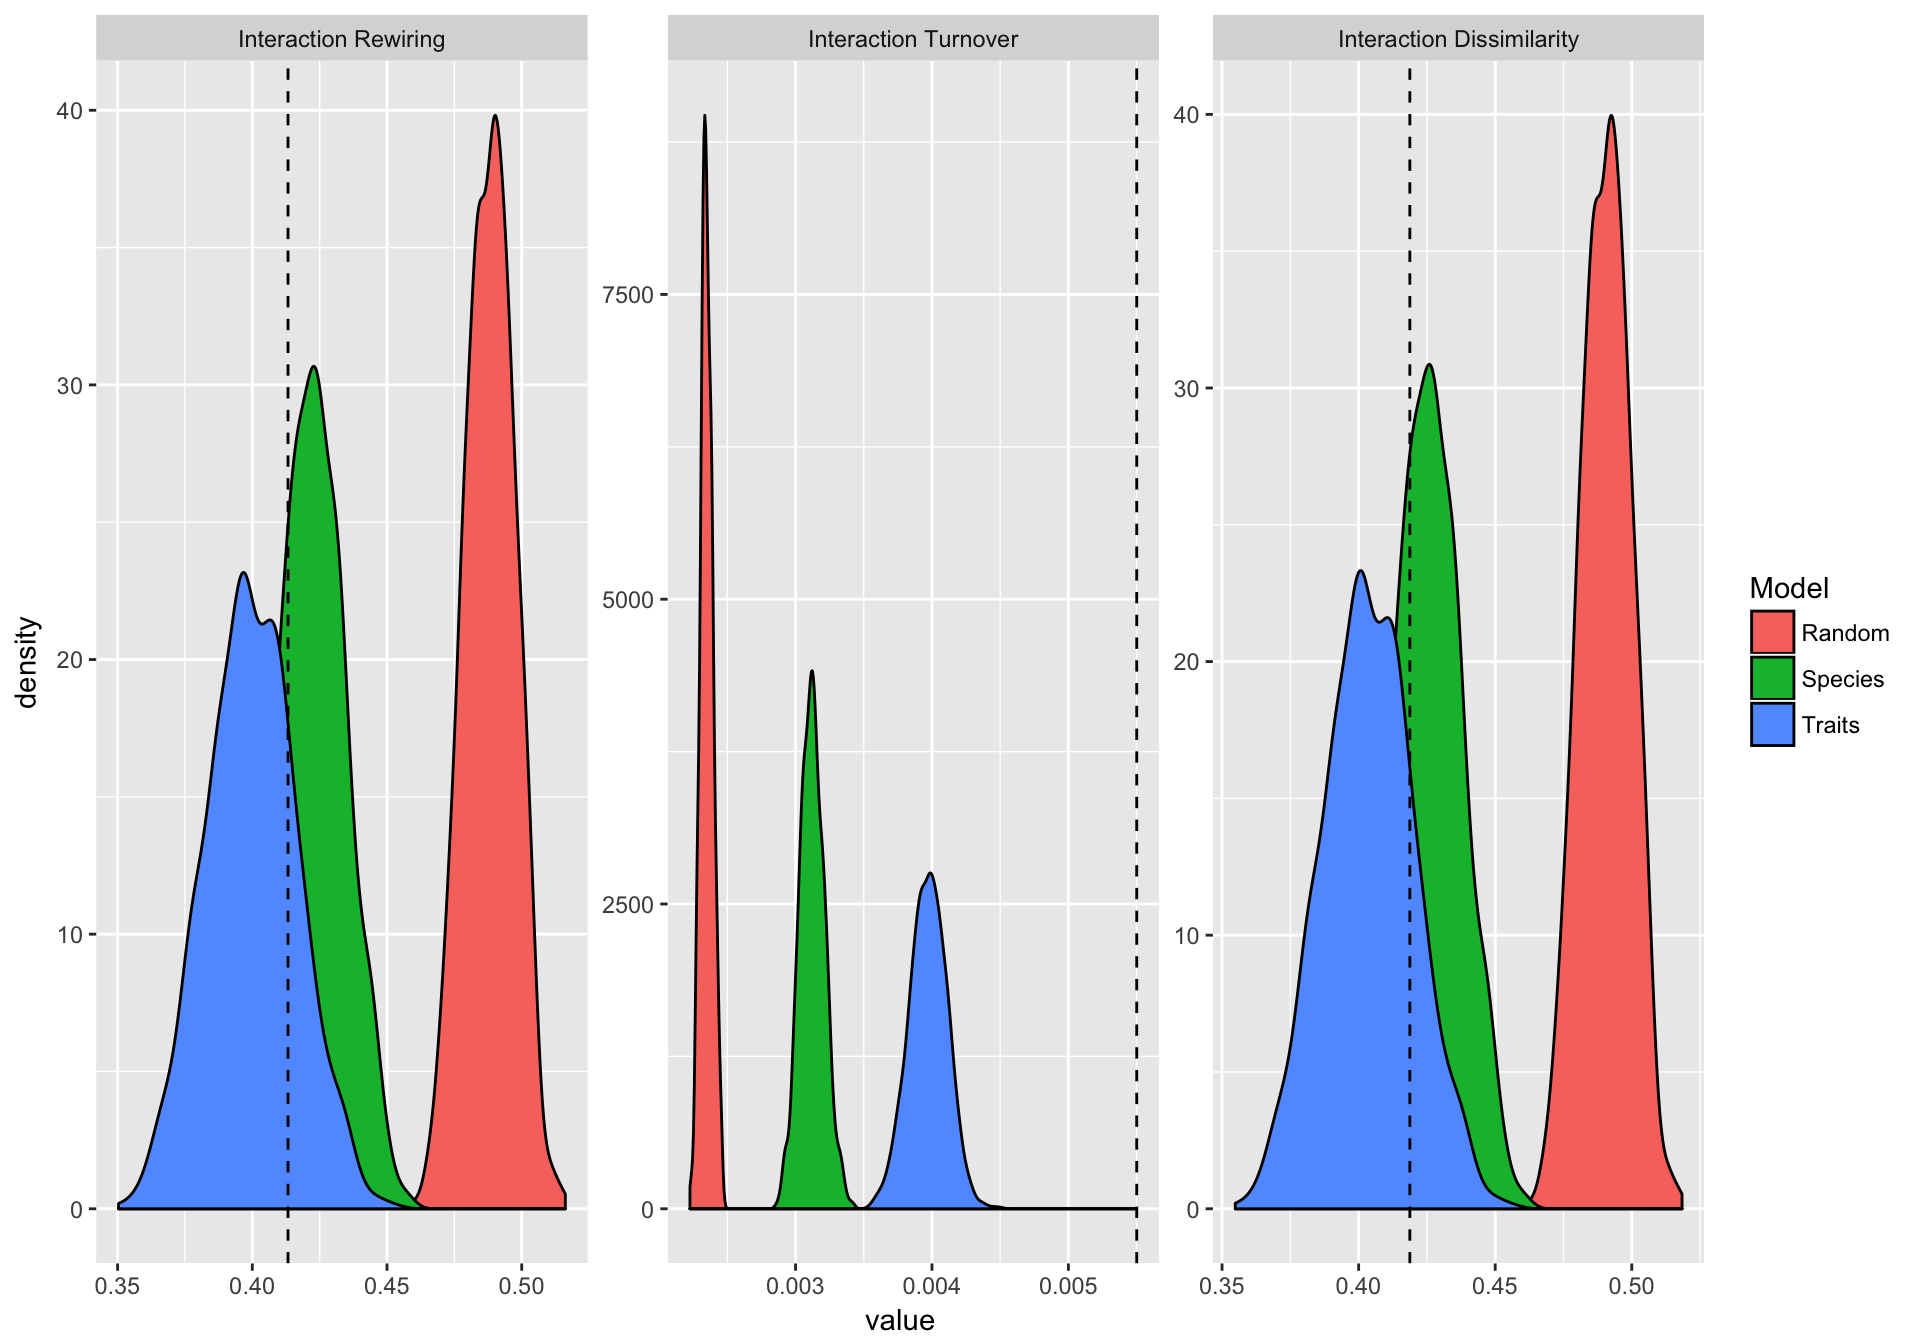 Interaction Rewiring
Interaction Turnover
Interaction Dissimilarity
density
40
30
20
10
0
0.35 0.40 0.45 0.50
7500
5000
2500
0
0.003 0.004 0.005
40
30
20
10
0
0.35 0.40 0.45 0.50
value
Model
Random
Species
Traits